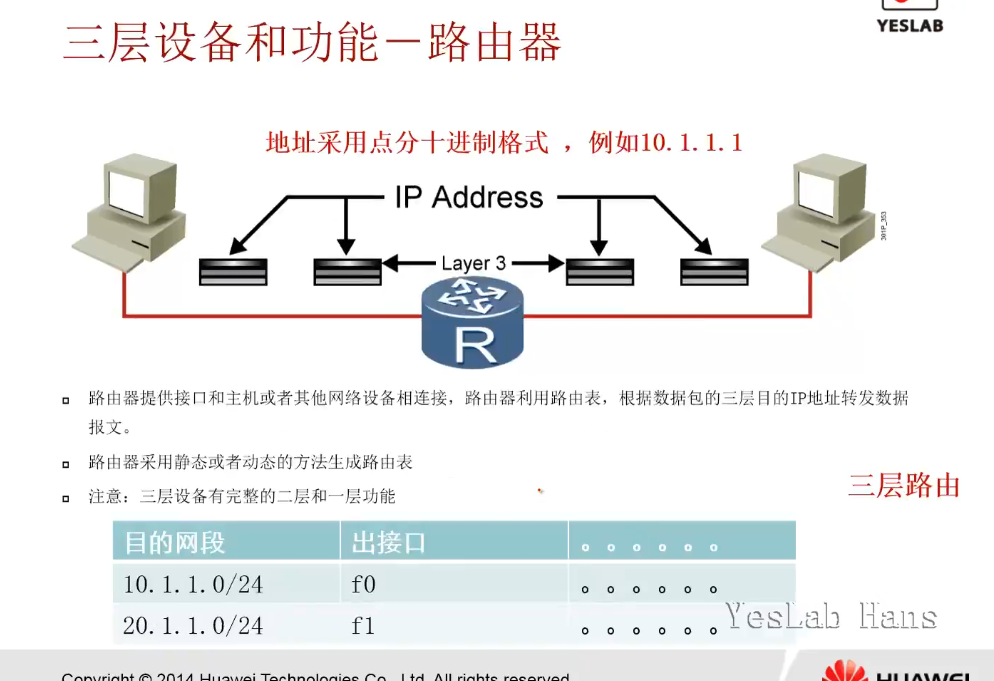 YESLAB
三层设备和功能－路由器
地址采用点分十进制格式 ，例如10.1.1.1
IP Address
Layer 3
R
▫ 路由器提供接口和主机或者其他网络设备相连接，路由器利用路由表，根据数据包的三层目的IP地址转发数据
报文。
▫ 路由器采用静态或者动态的方法生成路由表
▫ 注意：三层设备有完整的二层和一层功能
三层路由
目的网段 出接口 。。。。。。
10.1.1.0/24 f0 。。。。。。
20.1.1.0/24 f1 。。。。。。
YesLab Hans
Copyright © 2014 Huawei Technologies Co., Ltd. All rights reserved.
HUAWEI